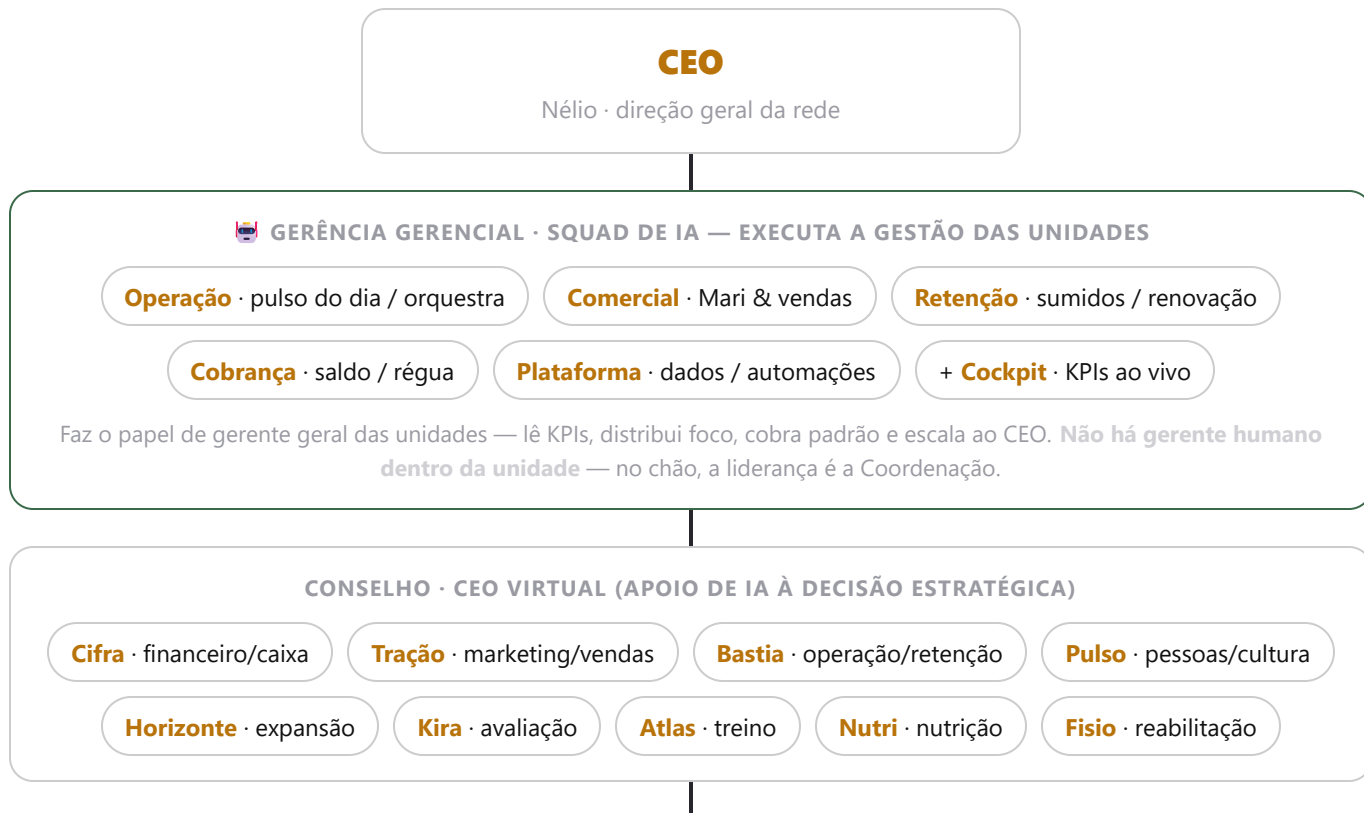 CEO
Nélio · direção geral da rede
GERÊNCIA GERENCIAL · SQUAD DE IA — EXECUTA A GESTÃO DAS UNIDADES
Operação · pulso do dia / orquestra
Comercial · Mari & vendas
Retenção · sumidos / renovação
Cobrança · saldo / régua
Plataforma · dados / automações
+ Cockpit · KPIs ao vivo
Faz o papel de gerente geral das unidades — lê KPIs, distribui foco, cobra padrão e escala ao CEO. Não há gerente humano
dentro da unidade — no chão, a liderança é a Coordenação.
CONSELHO · CEO VIRTUAL (APOIO DE IA À DECISÃO ESTRATÉGICA)
Cifra · financeiro/caixa
Tração · marketing/vendas
Bastia · operação/retenção
Pulso · pessoas/cultura
Horizonte · expansão
Kira · avaliação
Atlas · treino
Nutri · nutrição
Fisio · reabilitação